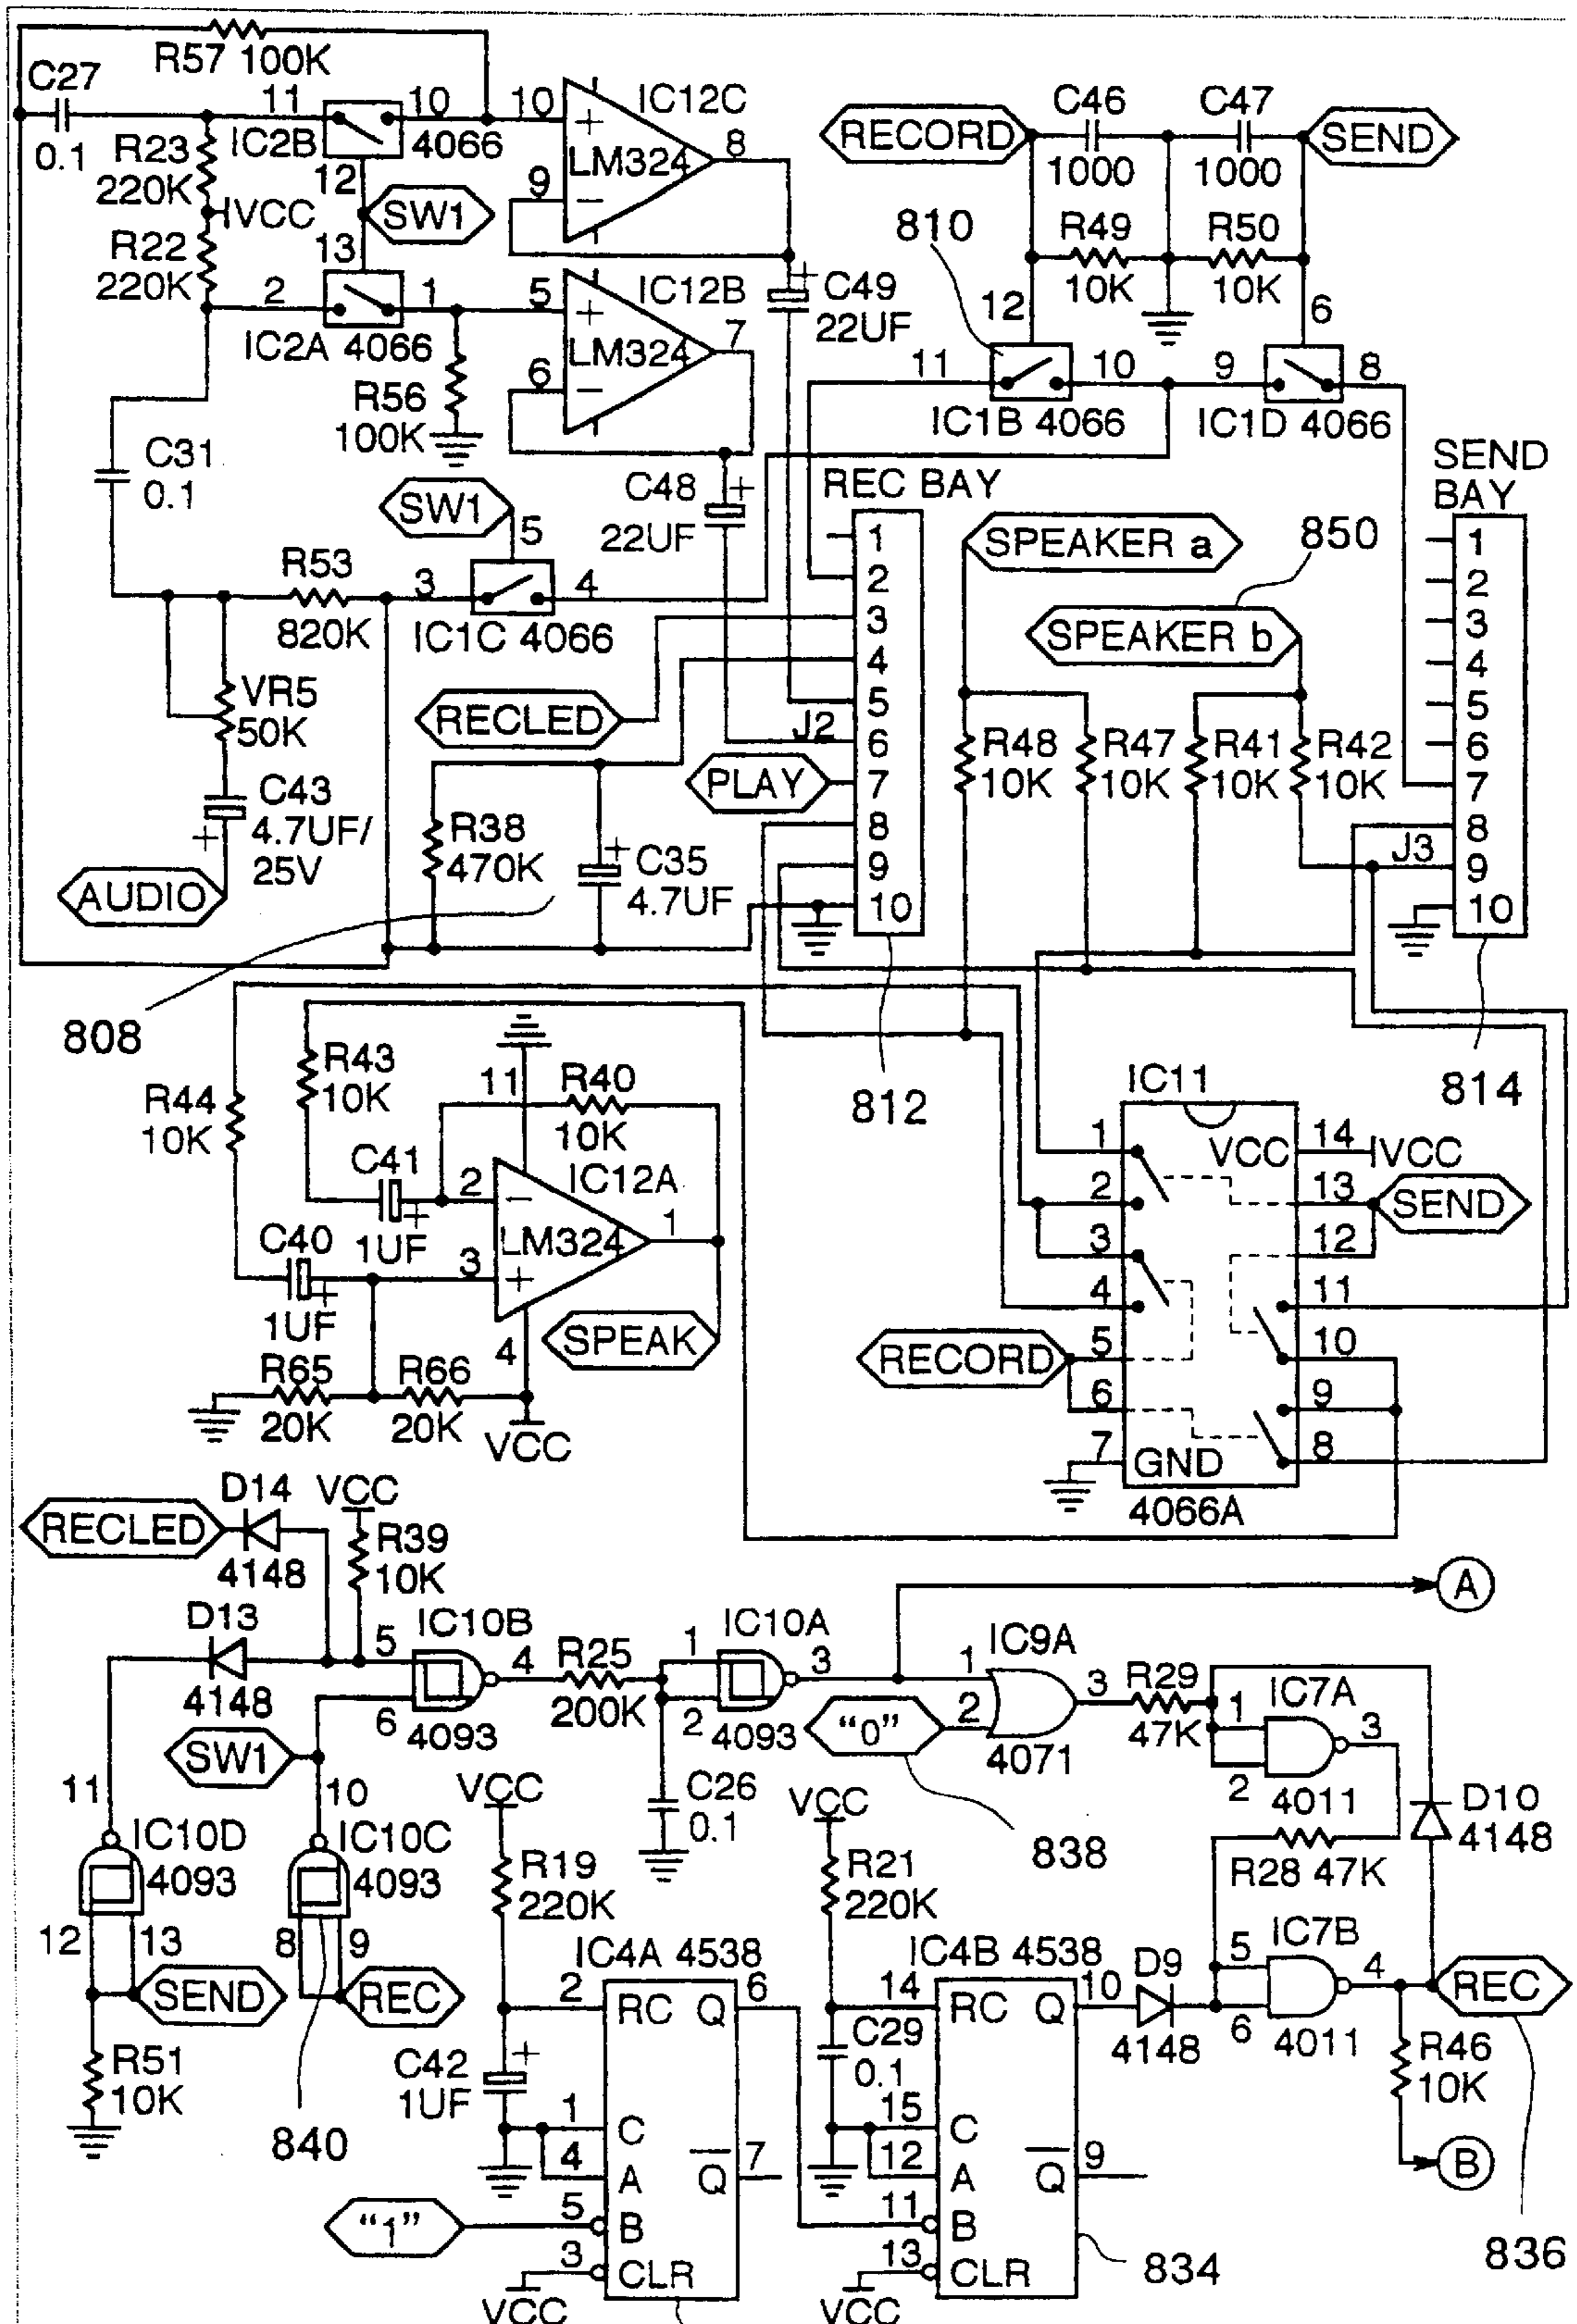 R57 100K
C27
0.1
11
10
10
IC12C
IC2B
4066
+
LM324
8
9
−
R23
220K
12
VCC
SW1
R22
220K
13
2
1
5
IC12B
IC2A 4066
+
LM324
7
6
−
R56
100K
C49
22UF
+
C31
0.1
C48
22UF
+
SW1
5
R53
820K
3
4
IC1C 4066
VR5
50K
RECLED
C43
4.7UF/
25V
+
AUDIO
R38
470K
+
C35
4.7UF
PLAY
J2
808
RECORD
C46
1000
C47
1000
SEND
810
R49
10K
R50
10K
12
6
11
10
9
8
IC1B 4066
IC1D 4066
REC BAY
1
2
3
4
5
6
7
8
9
10
812
SPEAKER a
850
SPEAKER b
R48
10K
R47
10K
R41
10K
R42
10K
SEND
BAY
1
2
3
4
5
6
7
8
9
10
J3
814
R44
10K
R43
10K
11
R40
10K
C41
1UF
+
2
−
IC12A
LM324
1
C40
1UF
+
3
+
4
SPEAK
R65
20K
R66
20K
VCC
IC11
1
2
3
4
5
6
7
VCC
GND
14
VCC
13
SEND
12
11
10
9
8
RECORD
4066A
RECLED
D14
4148
VCC
R39
10K
D13
4148
5
IC10B
4
6
4093
R25
200K
1
IC10A
3
2
4093
C26
0.1
A
IC9A
1
2
3
4071
"0"
838
R29
47K
1
IC7A
3
2
4011
D10
4148
SW1
11
10
IC10D
4093
IC10C
4093
12
13
8
9
SEND
REC
R51
10K
840
VCC
R19
220K
IC4A 4538
2
RC
Q
6
C42
1UF
+
1
C
4
A
Q
7
"1"
5
B
3
CLR
VCC
VCC
R21
220K
IC4B 4538
14
RC
Q
10
C29
0.1
15
C
12
A
Q
9
11
B
13
CLR
VCC
834
D9
4148
R28 47K
5
IC7B
4
6
4011
REC
R46
10K
B
836